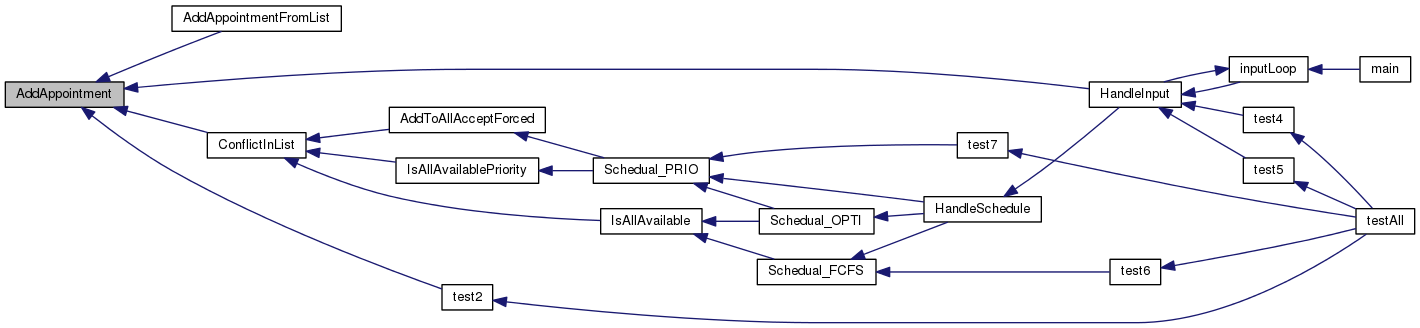 AddAppointmentFromList
inputLoop
main
AddAppointment
HandleInput
AddToAllAcceptForced
test4
ConflictInList
test7
IsAllAvailablePriority
Schedual_PRIO
test5
HandleSchedule
IsAllAvailable
Schedual_OPTI
testAll
Schedual_FCFS
test6
test2